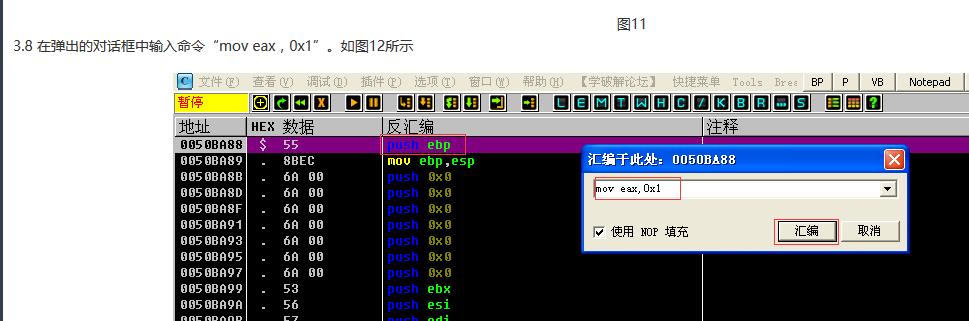 图11
3.8 在弹出的对话框中输入命令“mov eax，0x1”。如图12所示
C 文件(F) 查看(V) 调试(D) 插件(P) 选项(T) 窗口(W) 帮助(H) 【学破解论坛】 快捷菜单 Tools Brea BP P VB Notepad
暂停 L E M T W H C / K B R ... S ?
地址 HEX 数据 反汇编 注释
0050BA88 $ 55 push ebp
0050BA89 . 8BEC mov ebp,esp
0050BA8B . 6A 00 push 0x0
0050BA8D . 6A 00 push 0x0
0050BA8F . 6A 00 push 0x0
0050BA91 . 6A 00 push 0x0
0050BA93 . 6A 00 push 0x0
0050BA95 . 6A 00 push 0x0
0050BA97 . 6A 00 push 0x0
0050BA99 . 53 push ebx
0050BA9A . 56 push esi
0050BA9B . 57 push edi
汇编于此处：0050BA88
mov eax,0x1
使用 NOP 填充 汇编 取消